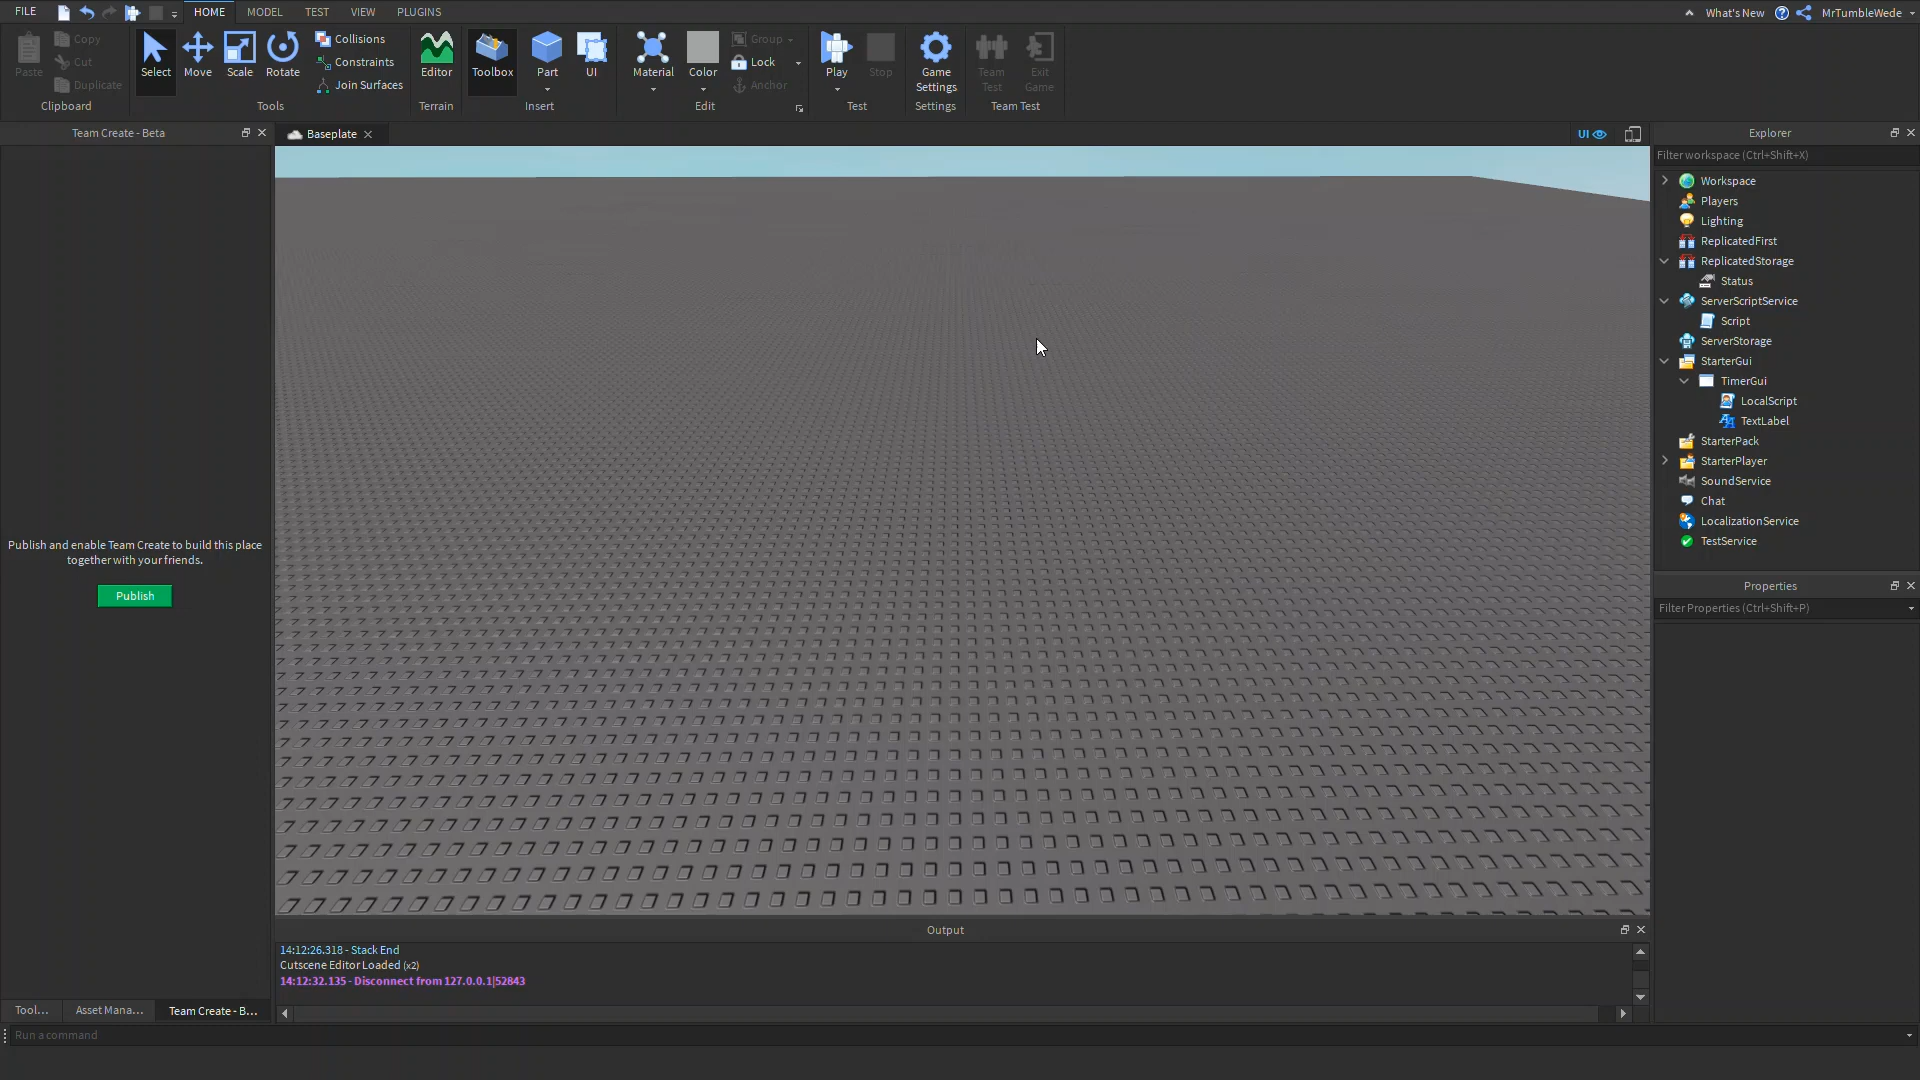 FILE HOME MODEL TEST VIEW PLUGINS What's New MrTumbleWede
Paste Copy Cut Duplicate Clipboard
Select Move Scale Rotate Collisions Constraints Join Surfaces Tools
Editor Terrain
Toolbox Part UI Insert
Material Color Group Lock Anchor Edit
Play Stop Test
Game Settings Settings
Team Test Exit Game Team Test
Team Create - Beta
Baseplate
UI
Explorer
Filter workspace (Ctrl+Shift+X)
Workspace
Players
Lighting
ReplicatedFirst
ReplicatedStorage
Status
ServerScriptService
Script
ServerStorage
StarterGui
TimerGui
LocalScript
TextLabel
StarterPack
StarterPlayer
SoundService
Chat
LocalizationService
TestService
Publish and enable Team Create to build this place
together with your friends.
Publish
Properties
Filter Properties (Ctrl+Shift+P)
Output
14:12:26.318 - Stack End
Cutscene Editor Loaded (x2)
14:12:32.135 - Disconnect from 127.0.0.1|52843
Tool... Asset Mana... Team Create - B...
Run a command